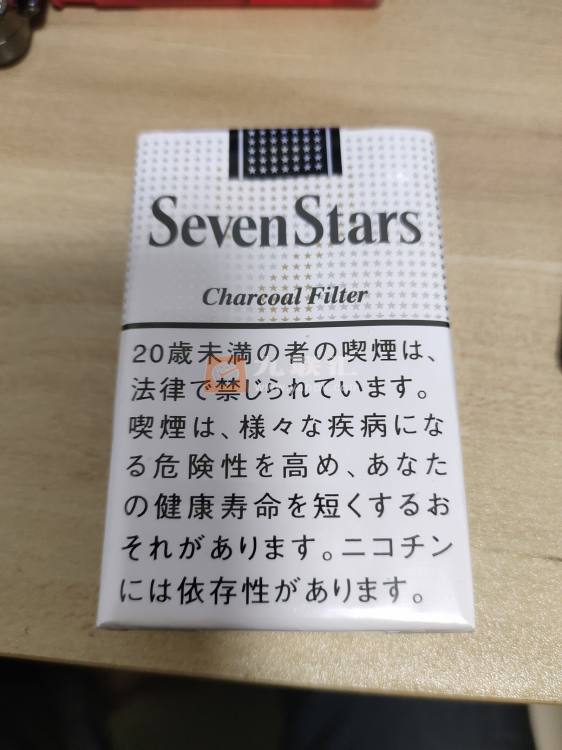 Seven Stars
Charcoal Filter
20歳未満の者の喫煙は、
法律で禁じられています。
喫煙は、様々な疾病にな
る危険性を高め、あなた
の健康寿命を短くするお
それがあります。ニコチン
には依存性があります。